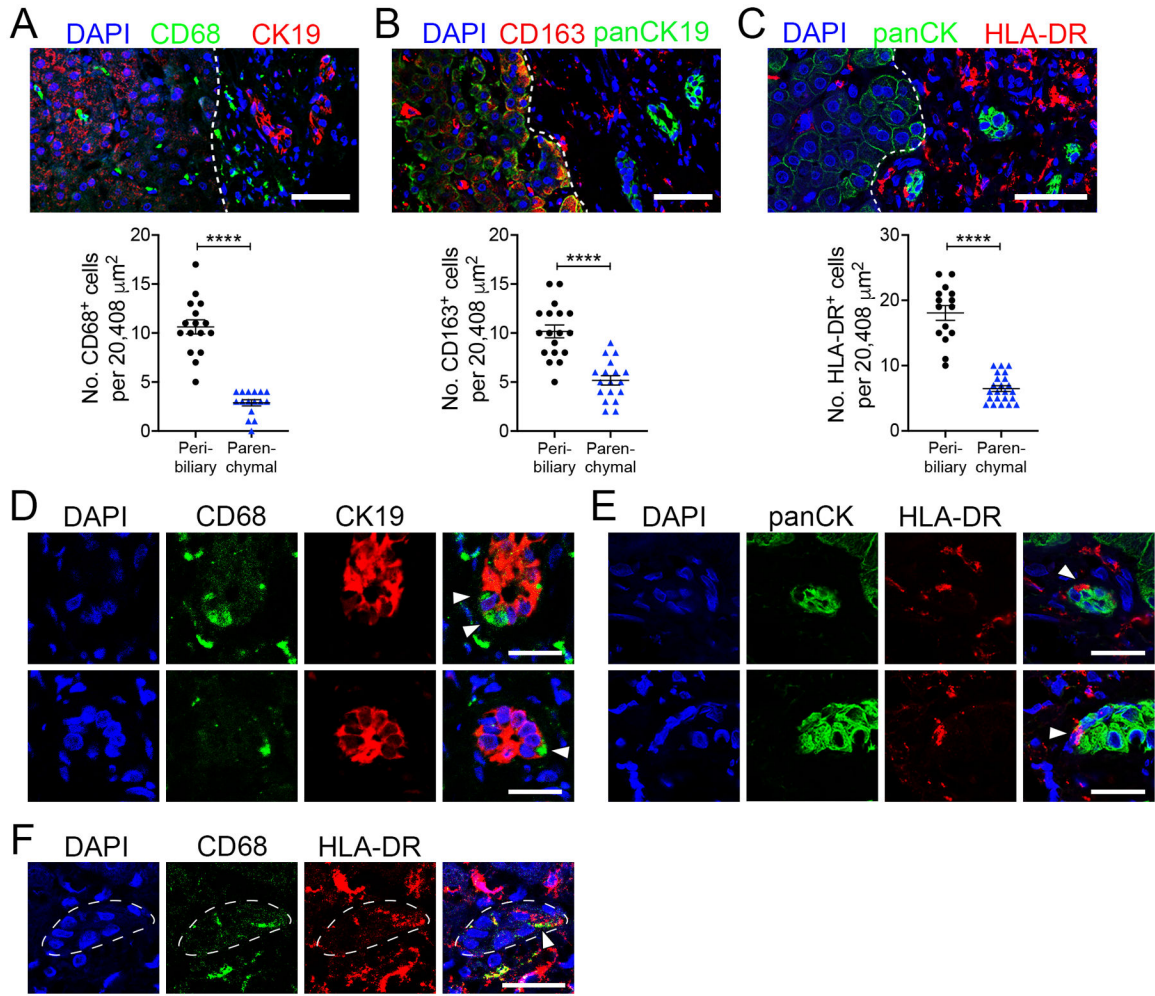 A
DAPI CD68 CK19
B
DAPI CD163 panCK19
C
DAPI panCK HLA-DR
No. CD68+ cells
per 20,408 μm2
20
15
10
5
0
****
Peri-
biliary
Paren-
chymal
No. CD163+ cells
per 20,408 μm2
20
15
10
5
0
****
Peri-
biliary
Paren-
chymal
No. HLA-DR+ cells
per 20,408 μm2
30
20
10
0
****
Peri-
biliary
Paren-
chymal
D
DAPI CD68 CK19
E
DAPI panCK HLA-DR
F
DAPI CD68 HLA-DR